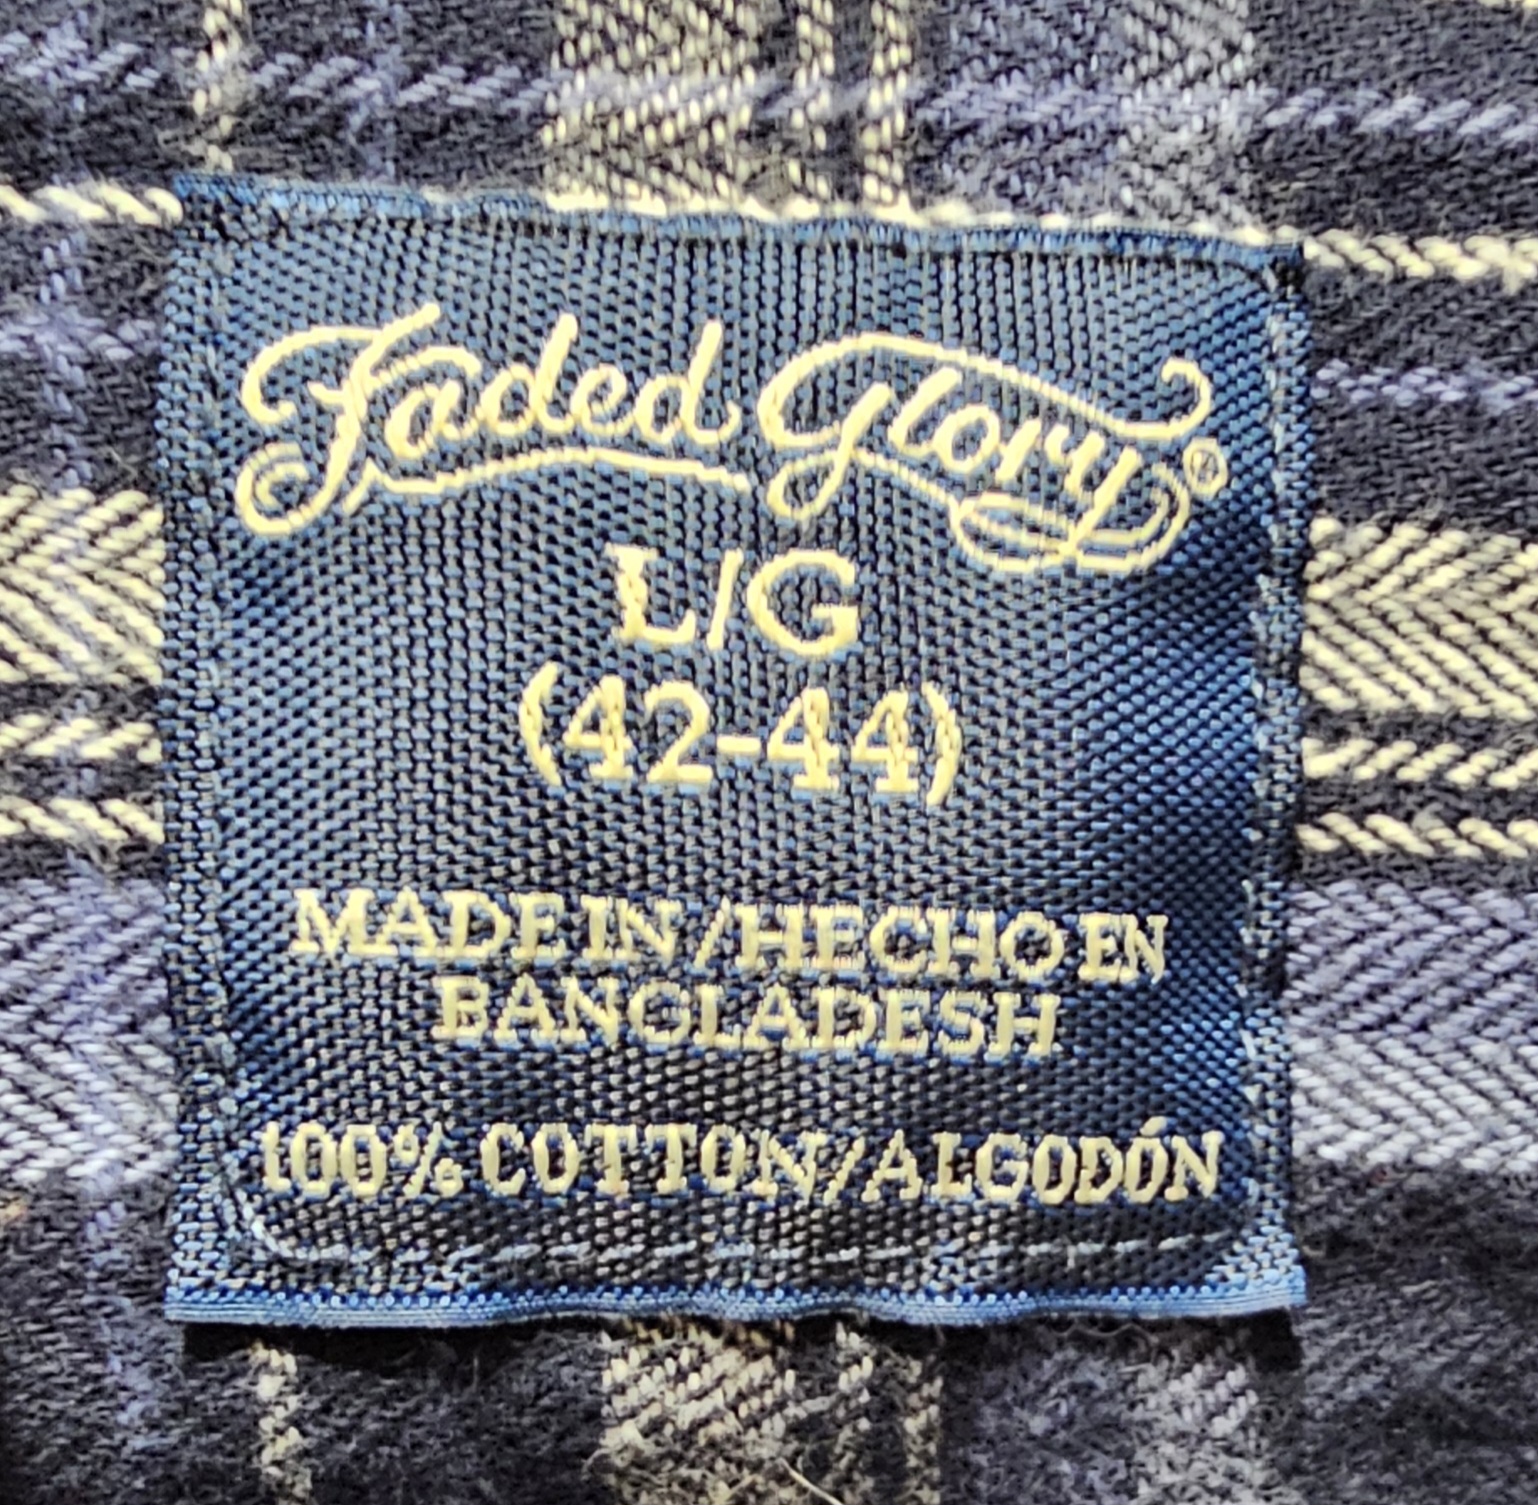 Faded Glory®
L/G
(42-44)
MADE IN/HECHO EN
BANGLADESH
100% COTTON/ALGODÓN